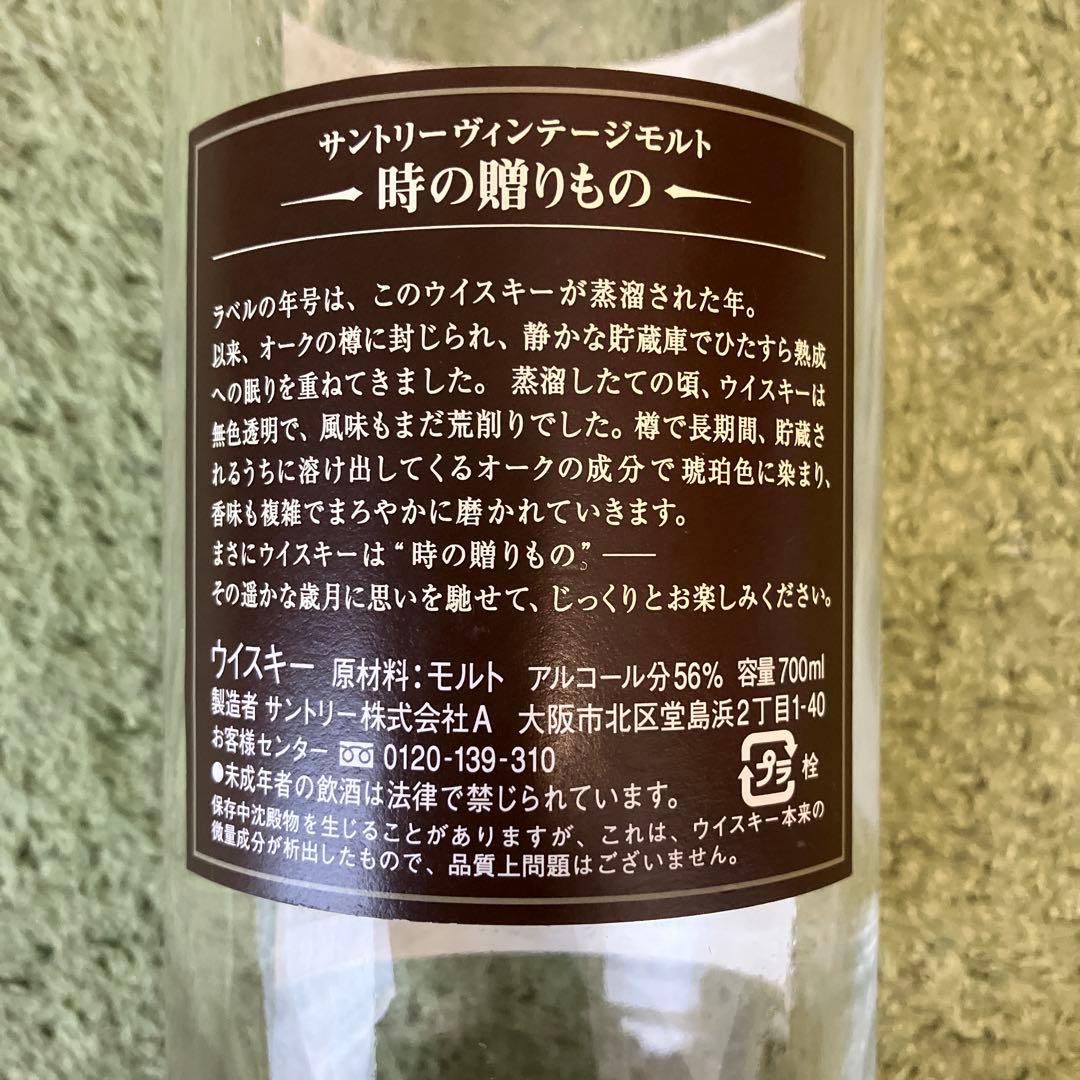 サントリーヴィンテージモルト
時の贈りもの
ラベルの年号は、このウイスキーが蒸溜された年。
以来、オークの樽に封じられ、静かな貯蔵庫でひたすら熟成
への眠りを重ねてきました。蒸溜したての頃、ウイスキーは
無色透明で、風味もまだ荒削りでした。樽で長期間、貯蔵さ
れるうちに溶け出してくるオークの成分で琥珀色に染まり、
香味も複雑でまろやかに磨かれていきます。
まさにウイスキーは“時の贈りもの”——
その遥かな歳月に思いを馳せて、じっくりとお楽しみください。
ウイスキー 原材料：モルト アルコール分56% 容量700ml
製造者 サントリー株式会社A 大阪市北区堂島浜2丁目1-40
お客様センター 0120-139-310
●未成年者の飲酒は法律で禁じられています。
プラ 栓
保存中沈殿物を生じることがありますが、これは、ウイスキー本来の
微量成分が析出したもので、品質上問題はございません。